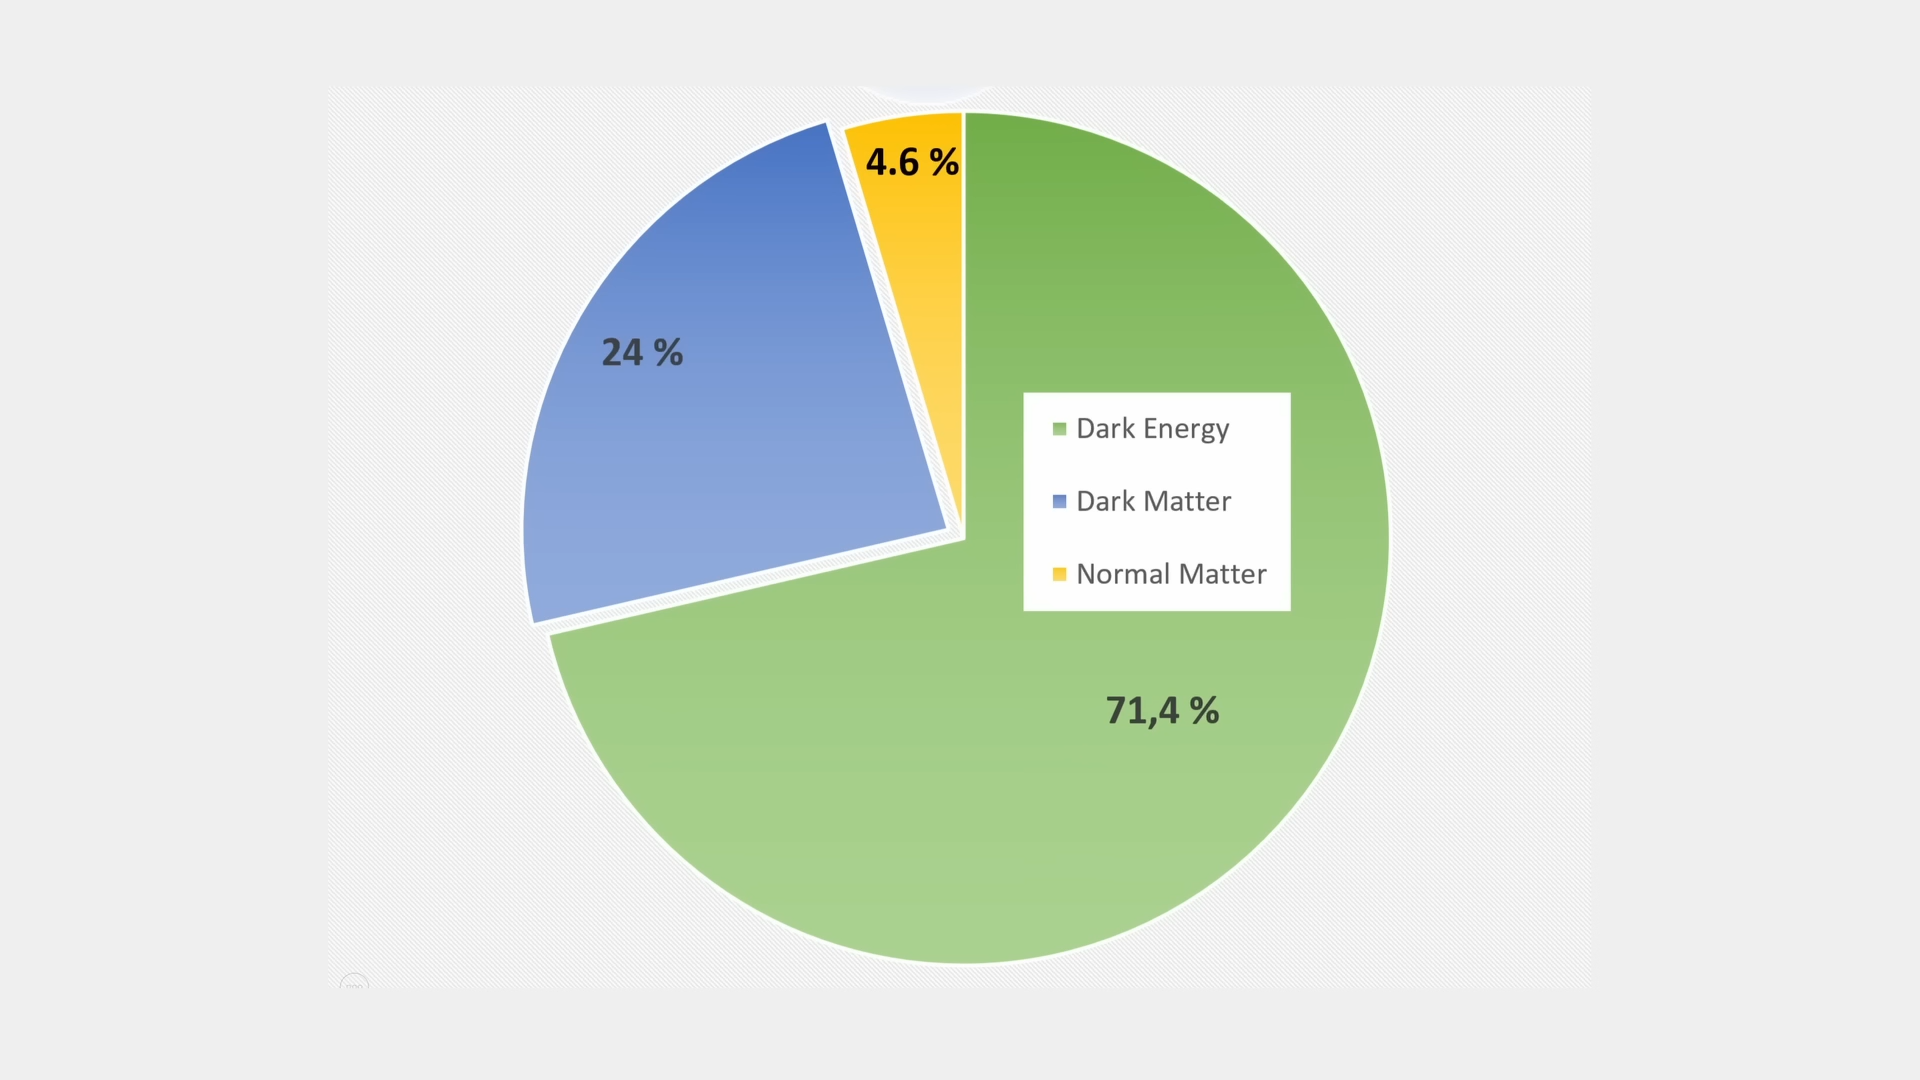 4.6 %
24 %
Dark Energy
Dark Matter
Normal Matter
71,4 %